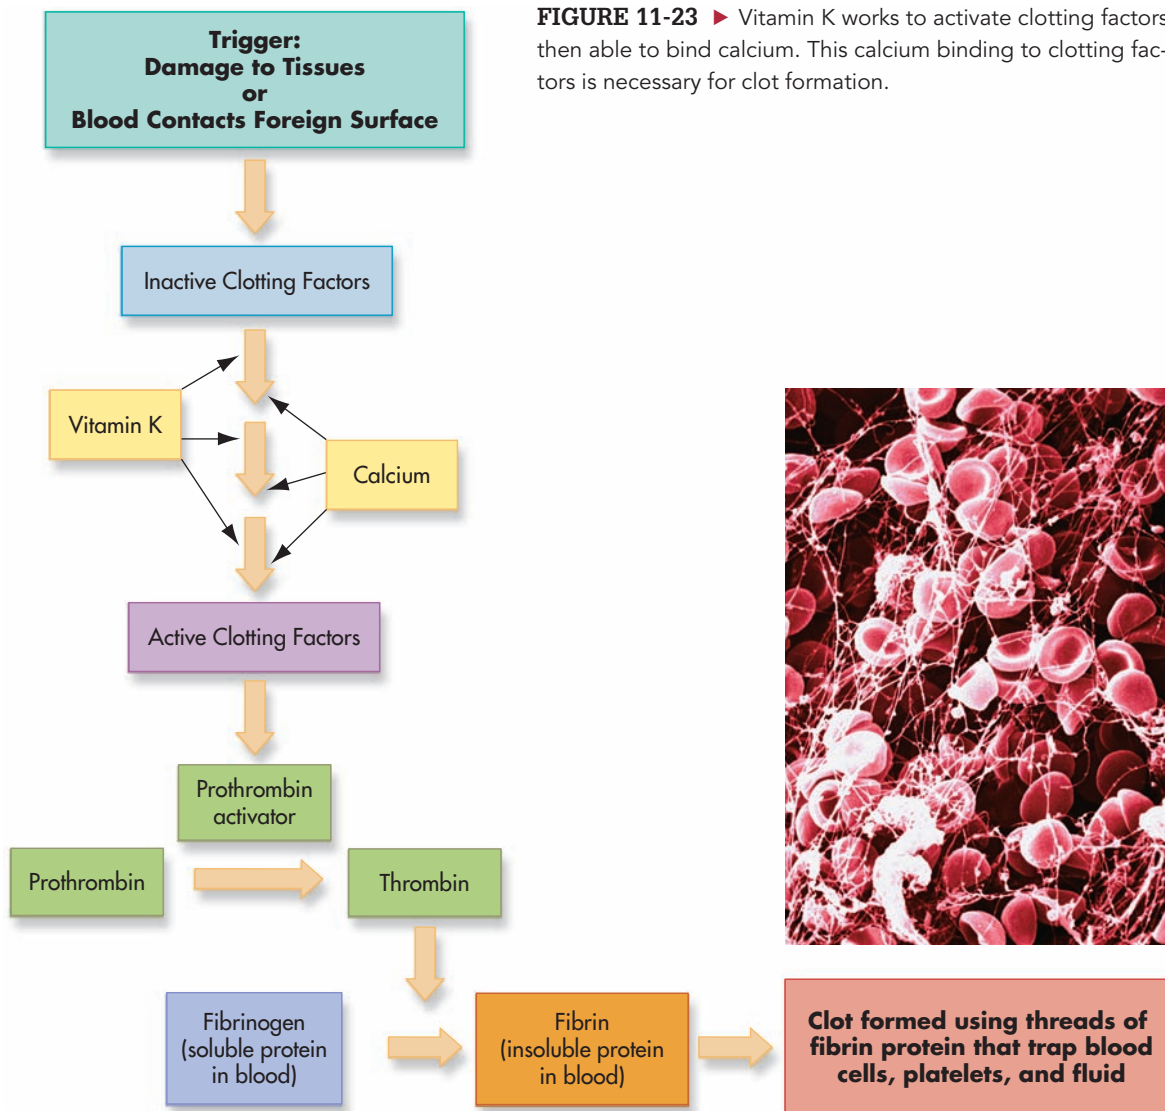 FIGURE 11-23 ▶ Vitamin K works to activate clotting factors
then able to bind calcium. This calcium binding to clotting fac-
tors is necessary for clot formation.
Trigger:
Damage to Tissues
or
Blood Contacts Foreign Surface
Inactive Clotting Factors
Vitamin K
Calcium
Active Clotting Factors
Prothrombin
activator
Prothrombin
Thrombin
Fibrinogen
(soluble protein
in blood)
Fibrin
(insoluble protein
in blood)
Clot formed using threads of
fibrin protein that trap blood
cells, platelets, and fluid